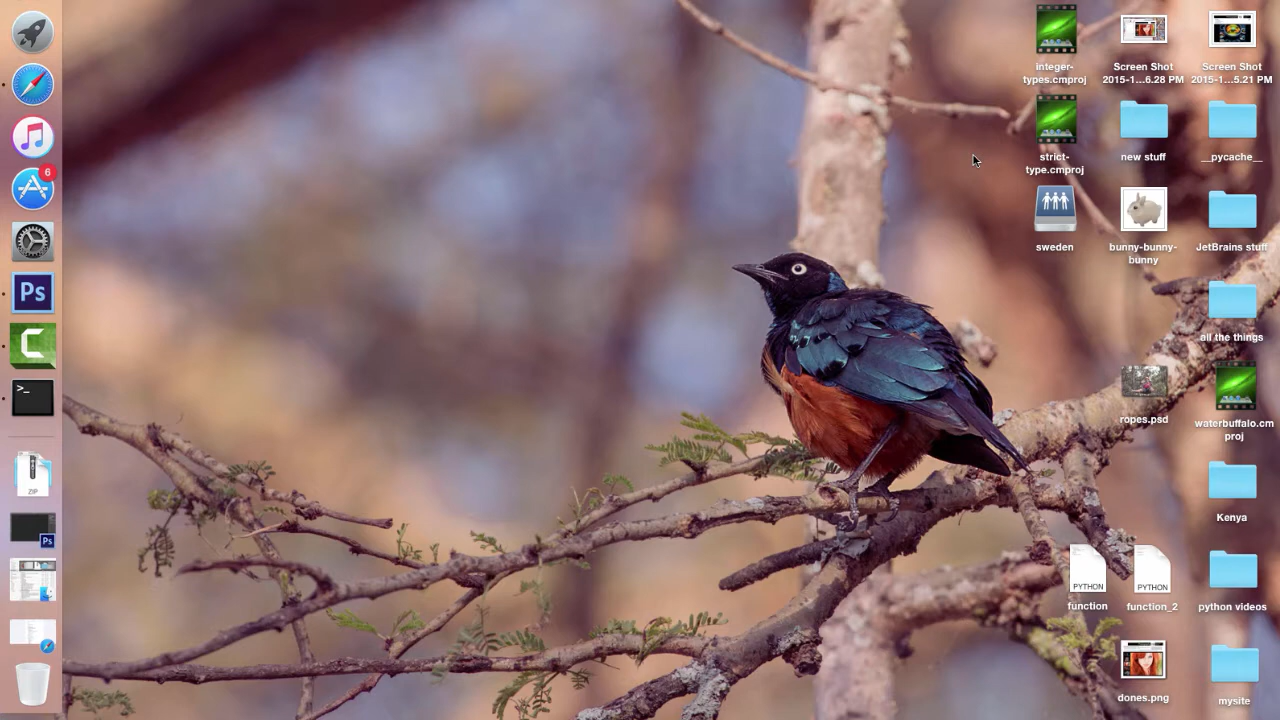 integer-
types.cmproj
Screen Shot
2015-1...6.28 PM
Screen Shot
2015-1...5.21 PM
strict-
type.cmproj
new stuff
__pycache__
6
sweden
bunny-bunny-
bunny
JetBrains stuff
Ps
all the things
>_
ropes.psd
waterbuffalo.cm
proj
ZIP
Kenya
Ps
PYTHON
function
PYTHON
function_2
python videos
dones.png
mysite